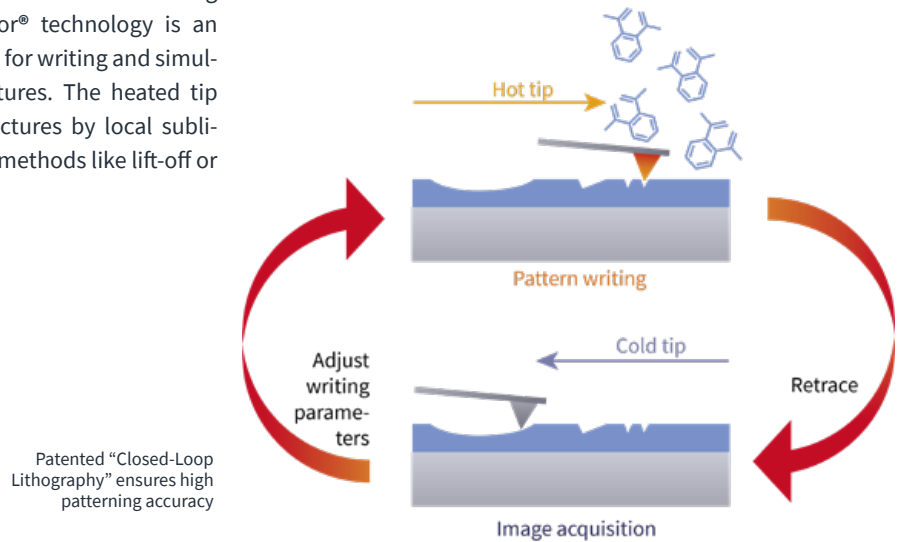 or® technology is an
for writing and simul-
tures. The heated tip
ctures by local subli-
methods like lift-off or
Hot tip
Pattern writing
Cold tip
Adjust
writing
parame-
ters
Retrace
Patented “Closed-Loop
Lithography” ensures high
patterning accuracy
Image acquisition